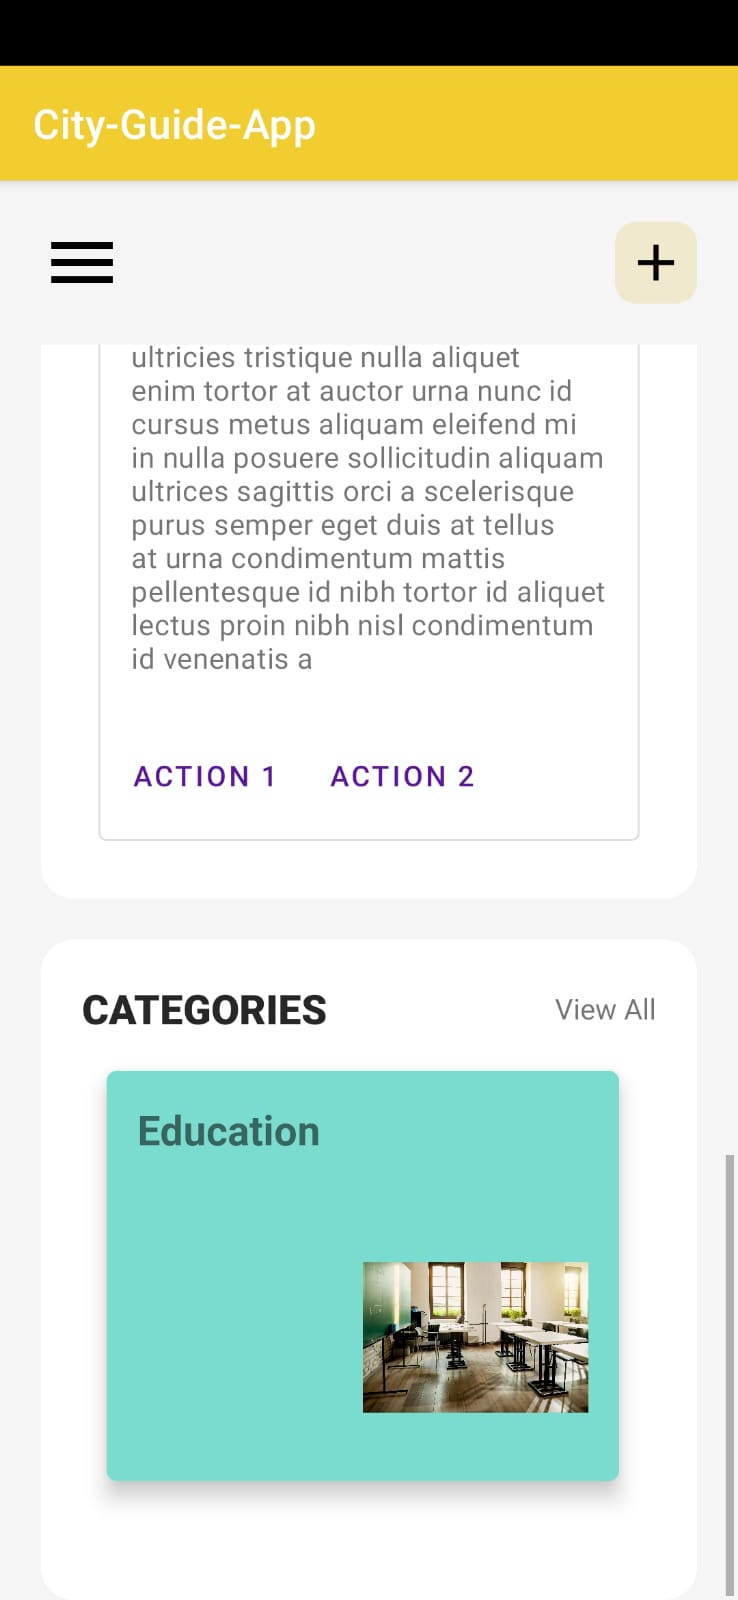 City-Guide-App
ultricies tristique nulla aliquet
enim tortor at auctor urna nunc id
cursus metus aliquam eleifend mi
in nulla posuere sollicitudin aliquam
ultrices sagittis orci a scelerisque
purus semper eget duis at tellus
at urna condimentum mattis
pellentesque id nibh tortor id aliquet
lectus proin nibh nisl condimentum
id venenatis a
ACTION 1 ACTION 2
CATEGORIES View All
Education